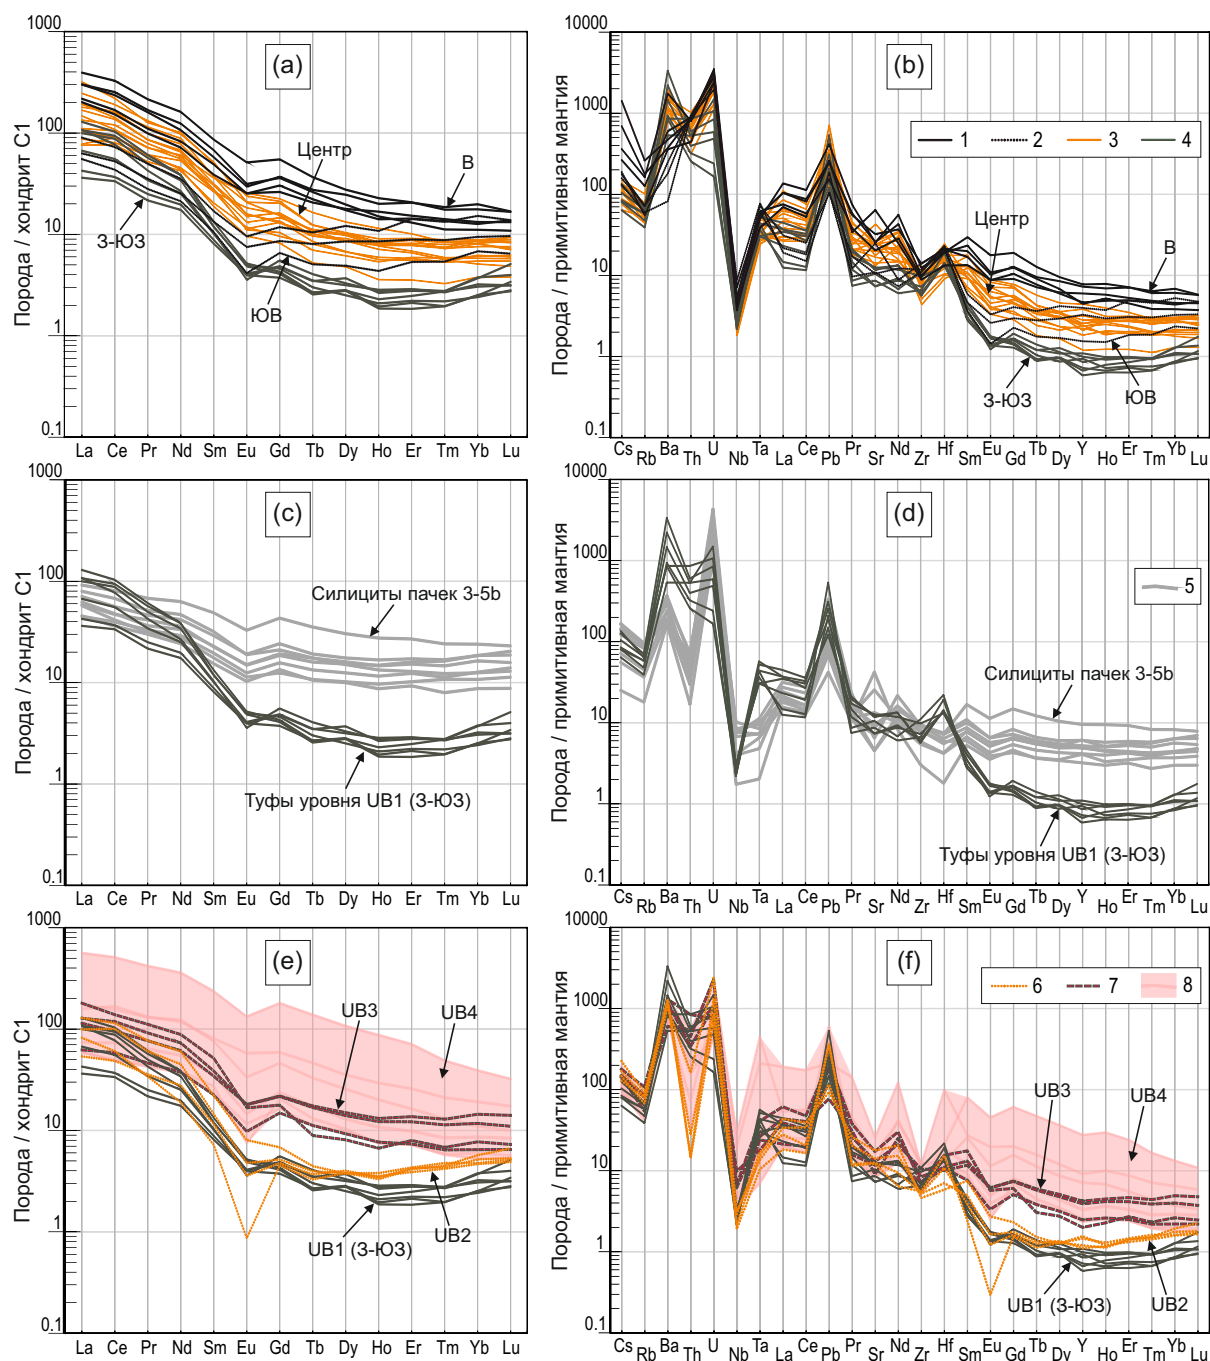 (a)
Порода / хондрит C1
1000
100
10
1
0.1
Центр
В
З-ЮЗ
ЮВ
La Ce Pr Nd Sm Eu Gd Tb Dy Ho Er Tm Yb Lu
(b)
Порода / примитивная мантия
10000
1000
100
10
1
0.1
1 2 3 4
Центр
В
З-ЮЗ
ЮВ
Cs Rb Ba Th U Nb Ta La Ce Pb Pr Sr Nd Zr Hf Sm Eu Gd Tb Dy Y Ho Er Tm Yb Lu
(c)
Порода / хондрит C1
1000
100
10
1
0.1
Силициты пачек 3-5b
Туфы уровня UB1 (З-ЮЗ)
La Ce Pr Nd Sm Eu Gd Tb Dy Ho Er Tm Yb Lu
(d)
Порода / примитивная мантия
10000
1000
100
10
1
0.1
5
Силициты пачек 3-5b
Туфы уровня UB1 (З-ЮЗ)
Cs Rb Ba Th U Nb Ta La Ce Pb Pr Sr Nd Zr Hf Sm Eu Gd Tb Dy Y Ho Er Tm Yb Lu
(e)
Порода / хондрит C1
1000
100
10
1
0.1
UB3
UB4
UB1 (З-ЮЗ)
UB2
La Ce Pr Nd Sm Eu Gd Tb Dy Ho Er Tm Yb Lu
(f)
Порода / примитивная мантия
10000
1000
100
10
1
0.1
6 7 8
UB3
UB4
UB1 (З-ЮЗ)
UB2
Cs Rb Ba Th U Nb Ta La Ce Pb Pr Sr Nd Zr Hf Sm Eu Gd Tb Dy Y Ho Er Tm Yb Lu